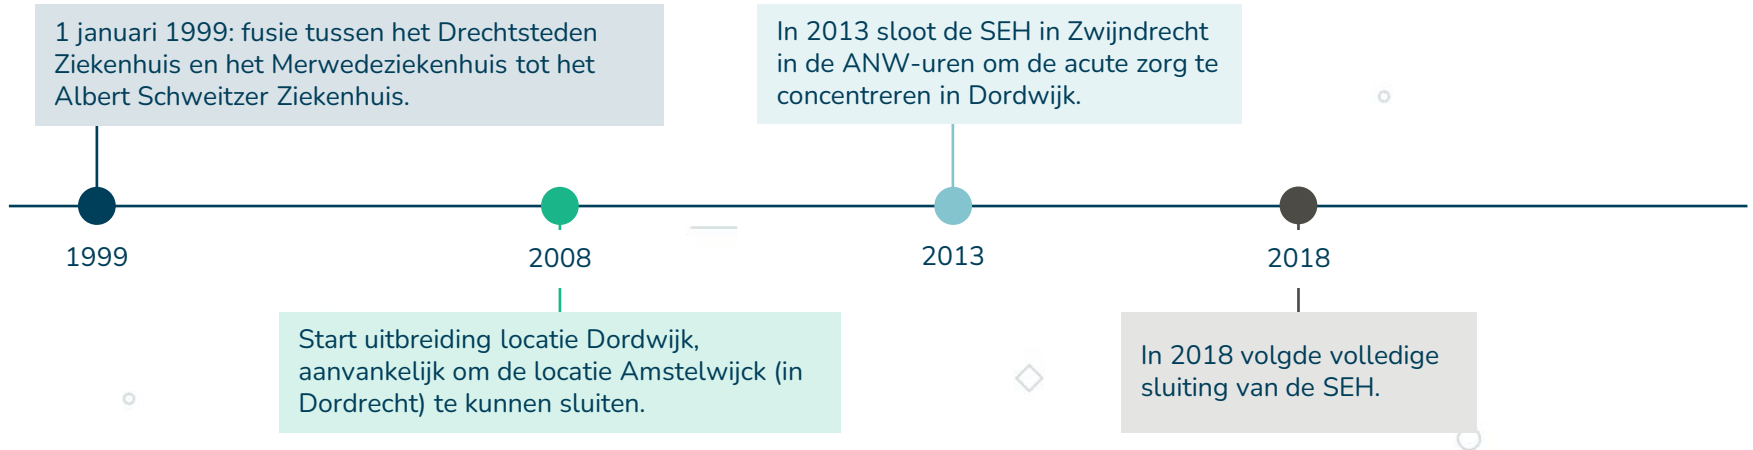 1 januari 1999: fusie tussen het Drechtsteden
Ziekenhuis en het Merwedeziekenhuis tot het
Albert Schweitzer Ziekenhuis.
In 2013 sloot de SEH in Zwijndrecht
in de ANW-uren om de acute zorg te
concentreren in Dordwijk.
1999
2008
2013
2018
Start uitbreiding locatie Dordwijk,
aanvankelijk om de locatie Amstelwijck (in
Dordrecht) te kunnen sluiten.
In 2018 volgde volledige
sluiting van de SEH.